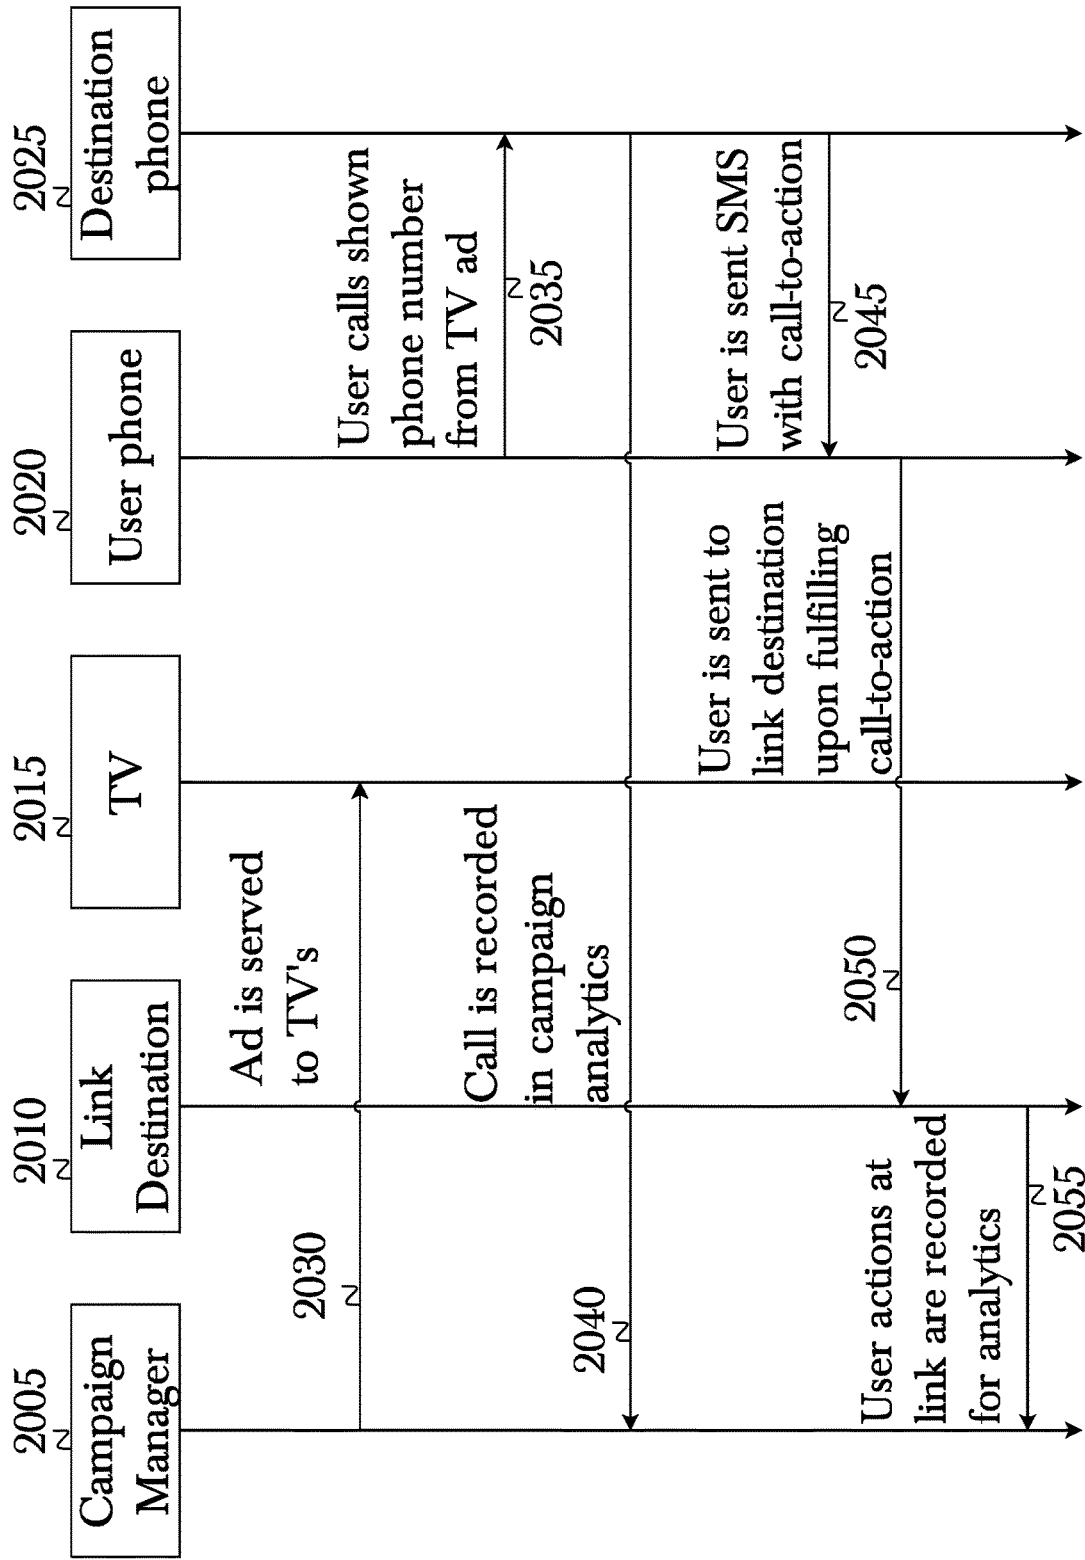 2005
Campaign
Manager
2010
Link
Destination
2015
TV
2020
User phone
2025
Destination
phone
Ad is served
to TV's
2030
User calls shown
phone number
from TV ad
2035
Call is recorded
in campaign
analytics
2040
User is sent SMS
with call-to-action
2045
User is sent to
link destination
upon fulfilling
call-to-action
2050
User actions at
link are recorded
for analytics
2055